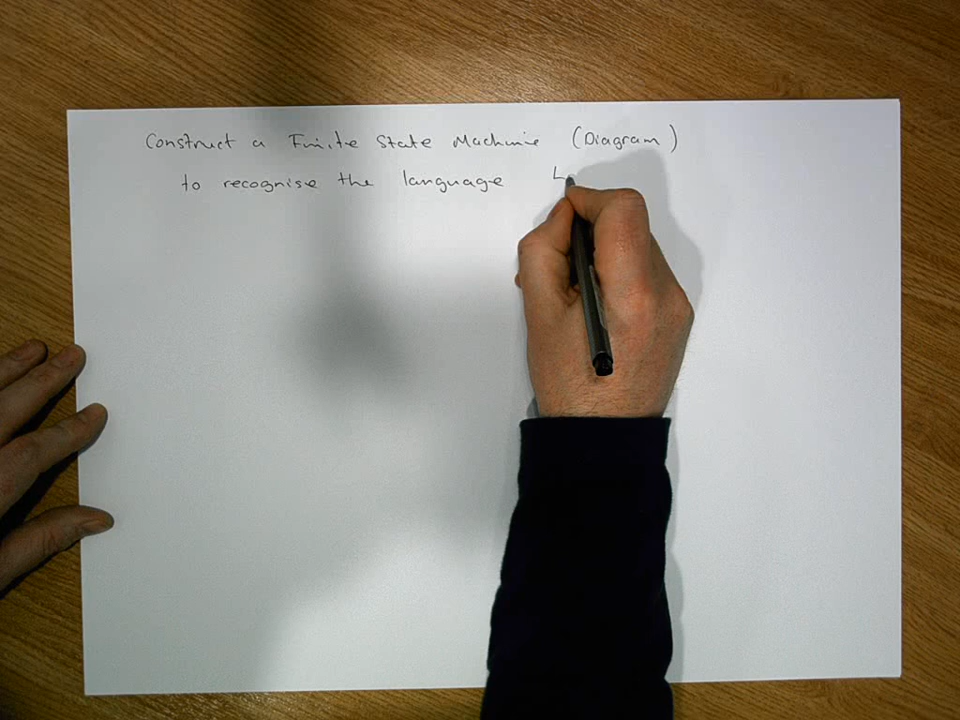 Construct a Finite State Machine (Diagram)
to recognise the language L